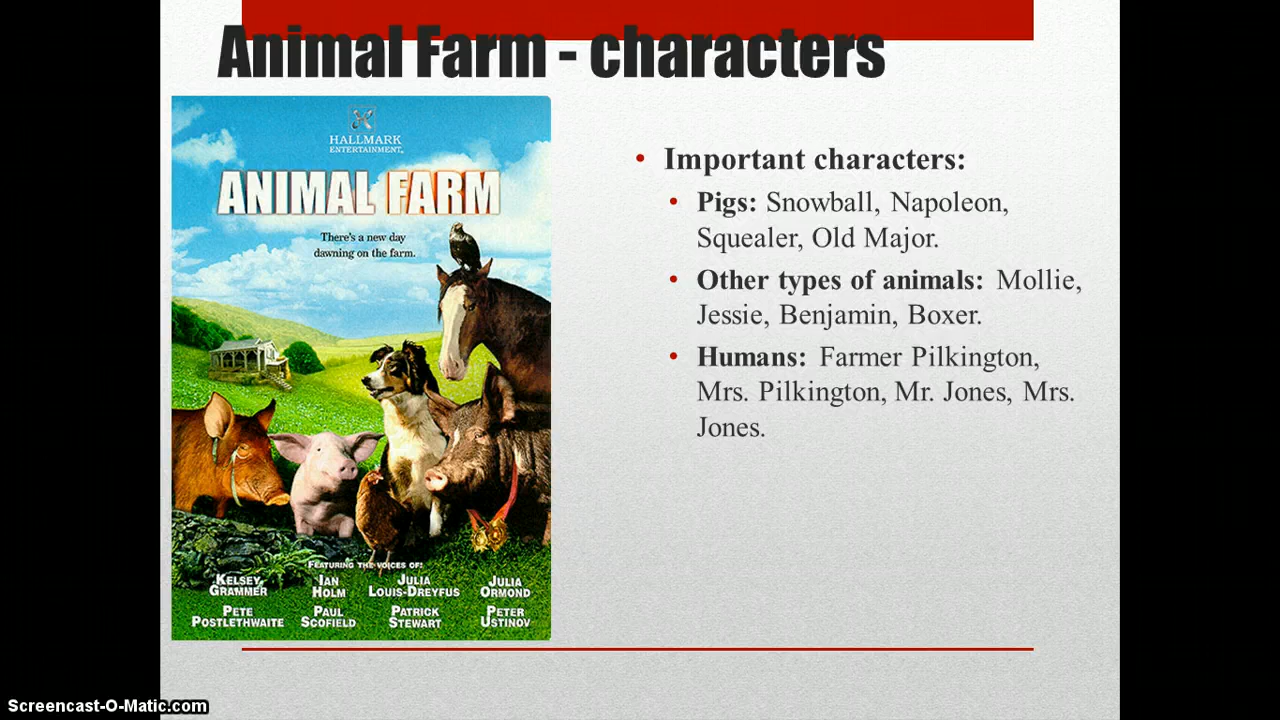 Animal Farm - characters
HALLMARK
ENTERTAINMENT.
ANIMAL FARM
There's a new day
dawning on the farm.
FEATURING THE VOICES OF:
KELSEY GRAMMER
IAN HOLM
JULIA LOUIS-DREYFUS
JULIA ORMOND
PETE POSTLETHWAITE
PAUL SCOFIELD
PATRICK STEWART
PETER USTINOV
• Important characters:
• Pigs: Snowball, Napoleon,
Squealer, Old Major.
• Other types of animals: Mollie,
Jessie, Benjamin, Boxer.
• Humans: Farmer Pilkington,
Mrs. Pilkington, Mr. Jones, Mrs.
Jones.
Screencast-O-Matic.com